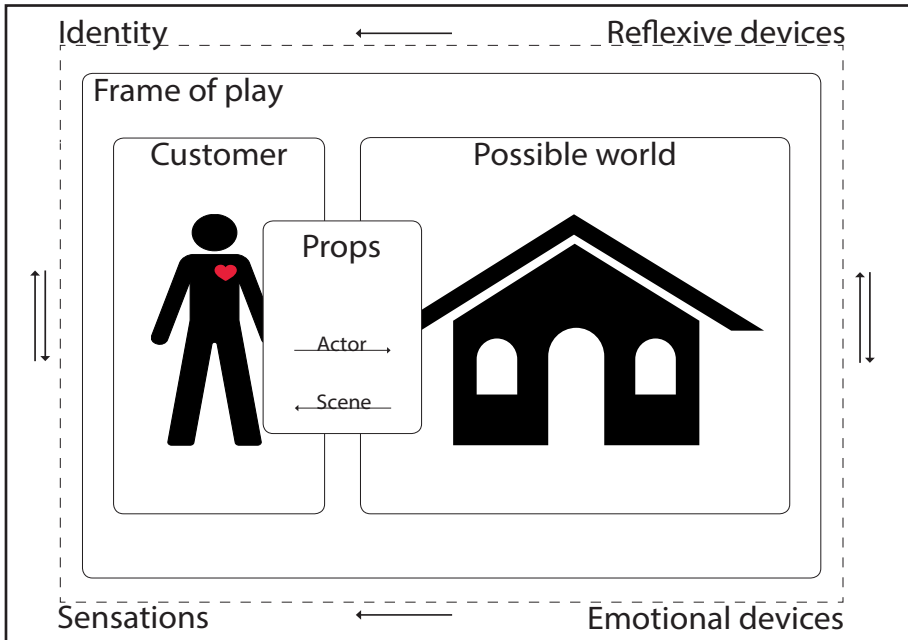 Identity
Reflexive devices
Frame of play
Customer
Possible world
Props
Actor
Scene
Sensations
Emotional devices